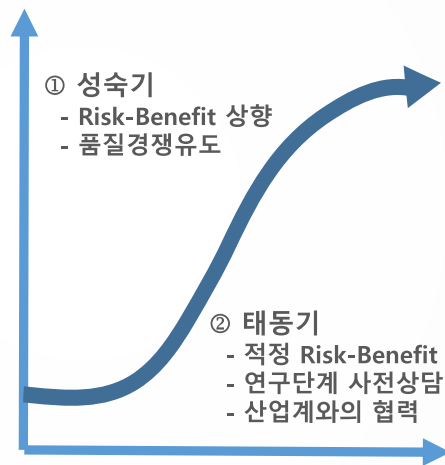 ① 성숙기
- Risk-Benefit 상향
- 품질경쟁유도
② 태동기
- 적정 Risk-Benefit
- 연구단계 사전상담
- 산업계와의 협력